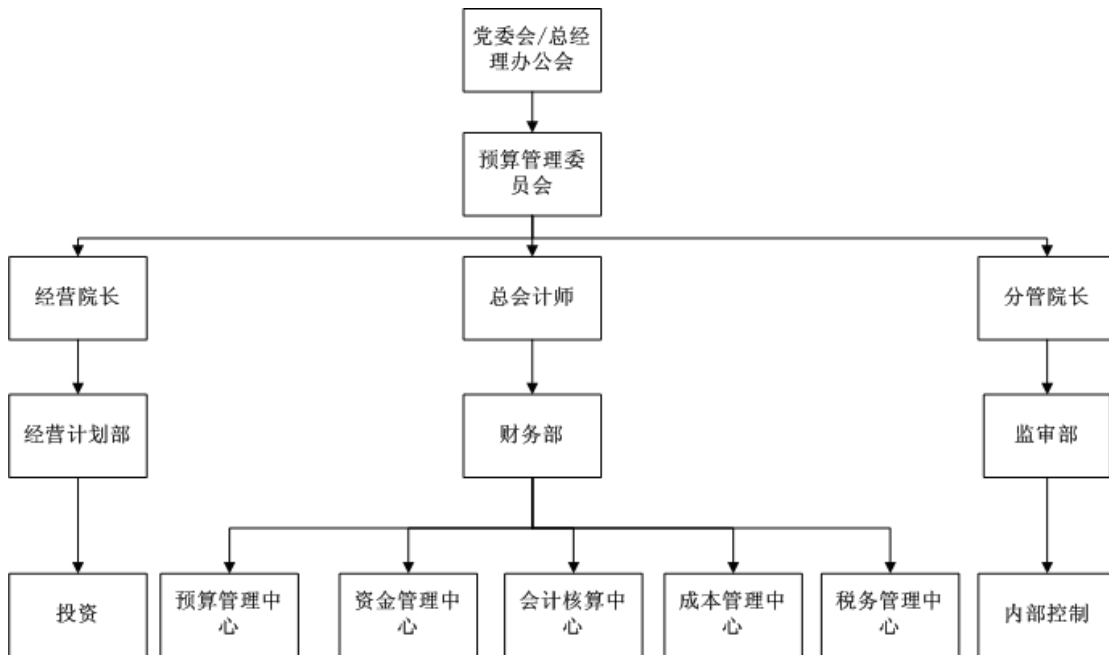 党委会/总经
理办公会
预算管理委
员会
经营院长
总会计师
分管院长
经营计划部
财务部
监审部
投资
预算管理中
心
资金管理中
心
会计核算中
心
成本管理中
心
税务管理中
心
内部控制